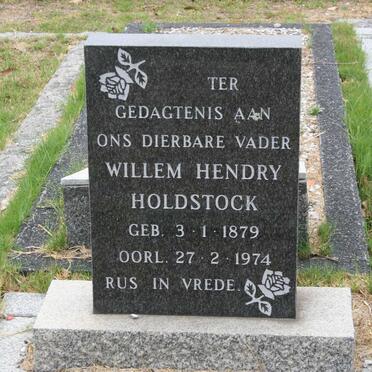 TER
GEDAGTENIS AAN
ONS DIERBARE VADER
WILLEM HENDRY
HOLDSTOCK
GEB. 3·1·1879
OORL. 27·2·1974
RUS IN VREDE.